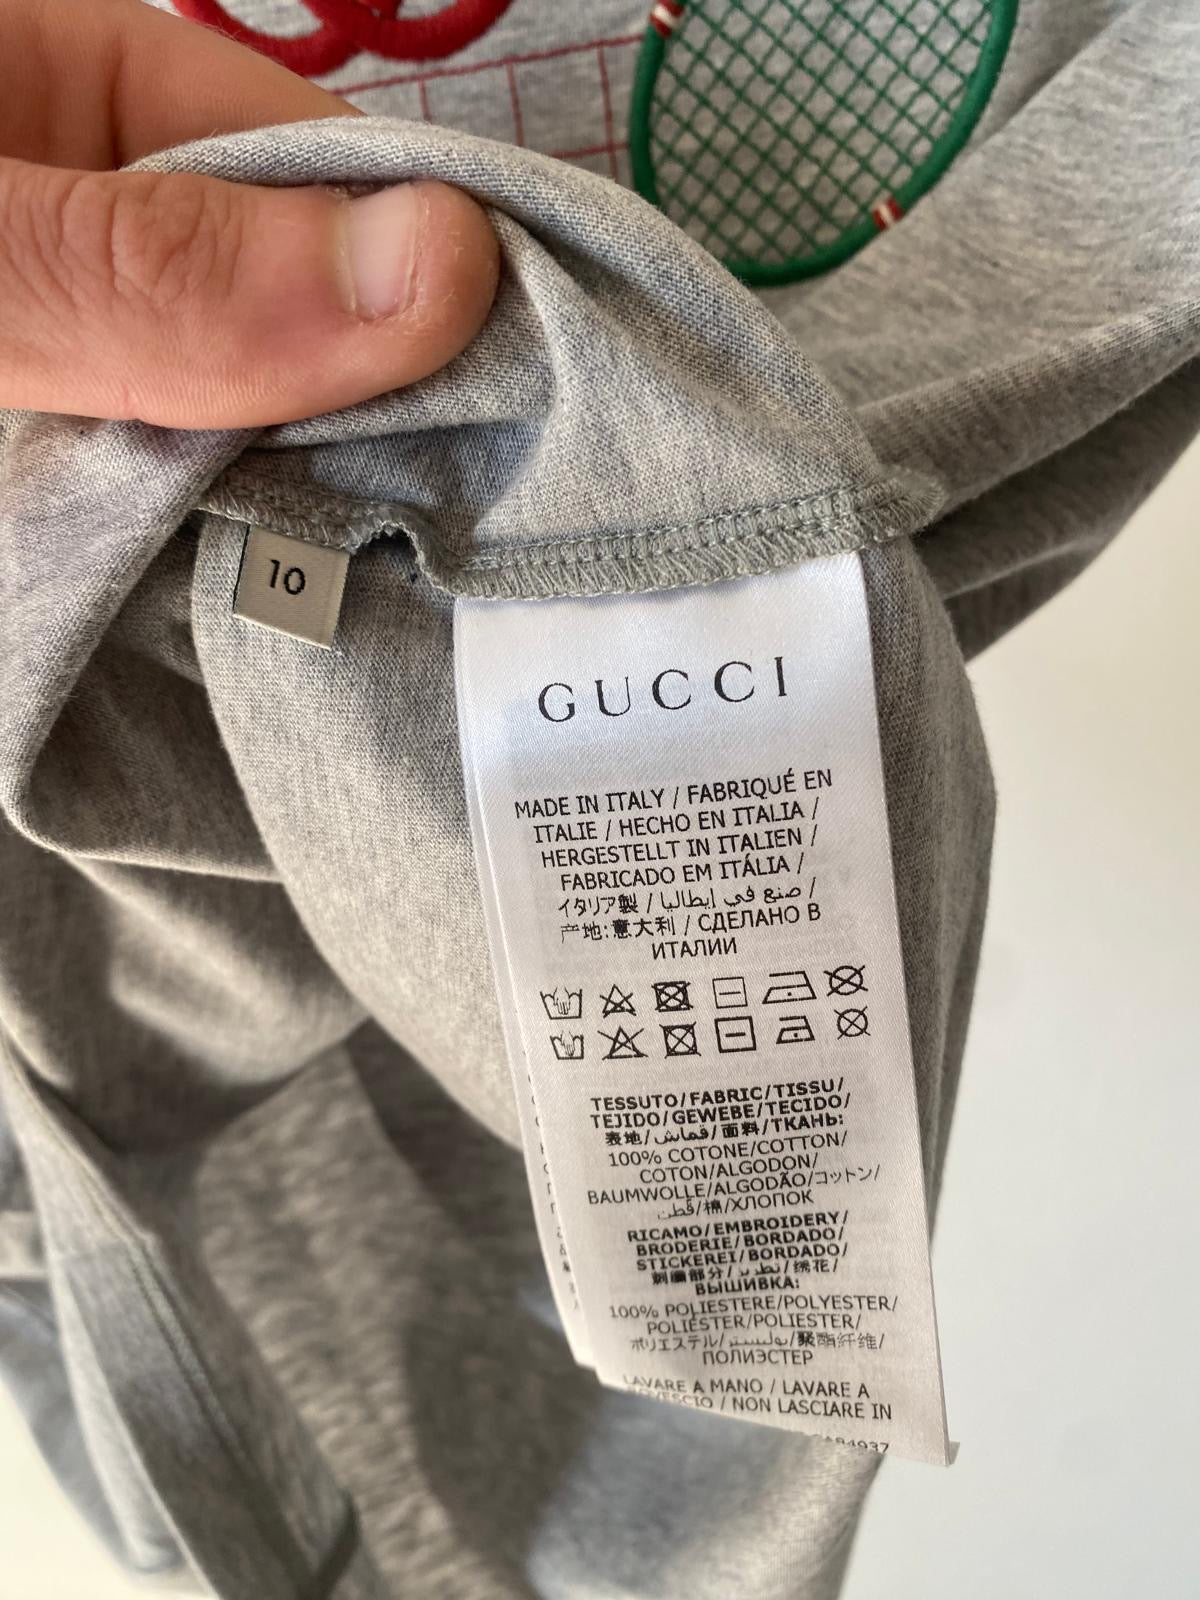 10
GUCCI
MADE IN ITALY / FABRIQUÉ EN
ITALIE / HECHO EN ITALIA /
HERGESTELLT IN ITALIEN /
FABRICADO EM ITÁLIA /
イタリア製 / صنع في إيطاليا /
产地:意大利 / СДЕЛАНО В
ИТАЛИИ
TESSUTO/FABRIC/TISSU/
TEJIDO/GEWEBE/TECIDO/
表地/قماش/面料/ТКАНЬ:
100% COTONE/COTTON/
COTON/ALGODON/
BAUMWOLLE/ALGODÃO/コットン/
قطن/棉/ХЛОПОК
RICAMO/EMBROIDERY/
BRODERIE/BORDADO/
STICKEREI/BORDADO/
刺繍部分/تطريز/绣花/
ВЫШИВКА:
100% POLIESTERE/POLYESTER/
POLIÉSTER/POLIESTER/
ポリエステル/بوليستر/聚酯纤维/
ПОЛИЭСТЕР
LAVARE A MANO / LAVARE A
ROVESCIO / NON LASCIARE IN